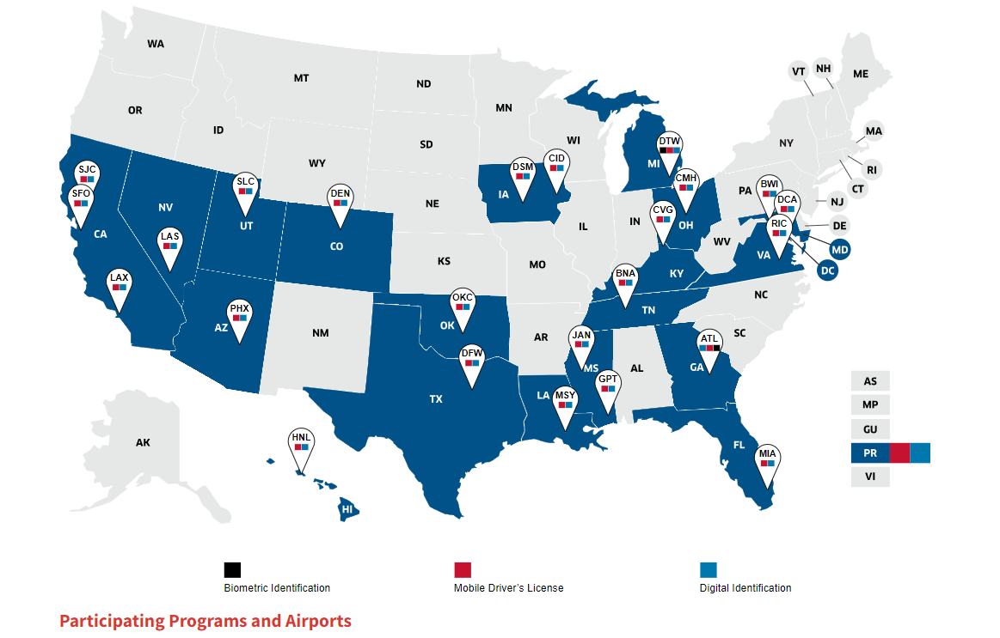 WA
MT
ND
MN
VT
NH
ME
OR
ID
SD
WI
MI
NY
MA
RI
CT
WY
NE
IA
IL
IN
OH
PA
NJ
DE
MD
DC
SJC
SFO
SLC
DEN
DSM
CID
DTW
CMH
CVG
BWI
DCA
RIC
NV
UT
CA
CO
KS
MO
WV
VA
KY
LAS
LAX
PHX
OKC
BNA
AZ
NM
OK
AR
TN
NC
SC
DFW
JAN
MS
AL
GA
ATL
TX
LA
MSY
GPT
FL
MIA
AK
HNL
HI
AS
MP
GU
PR
VI
Biometric Identification
Mobile Driver's License
Digital Identification
Participating Programs and Airports